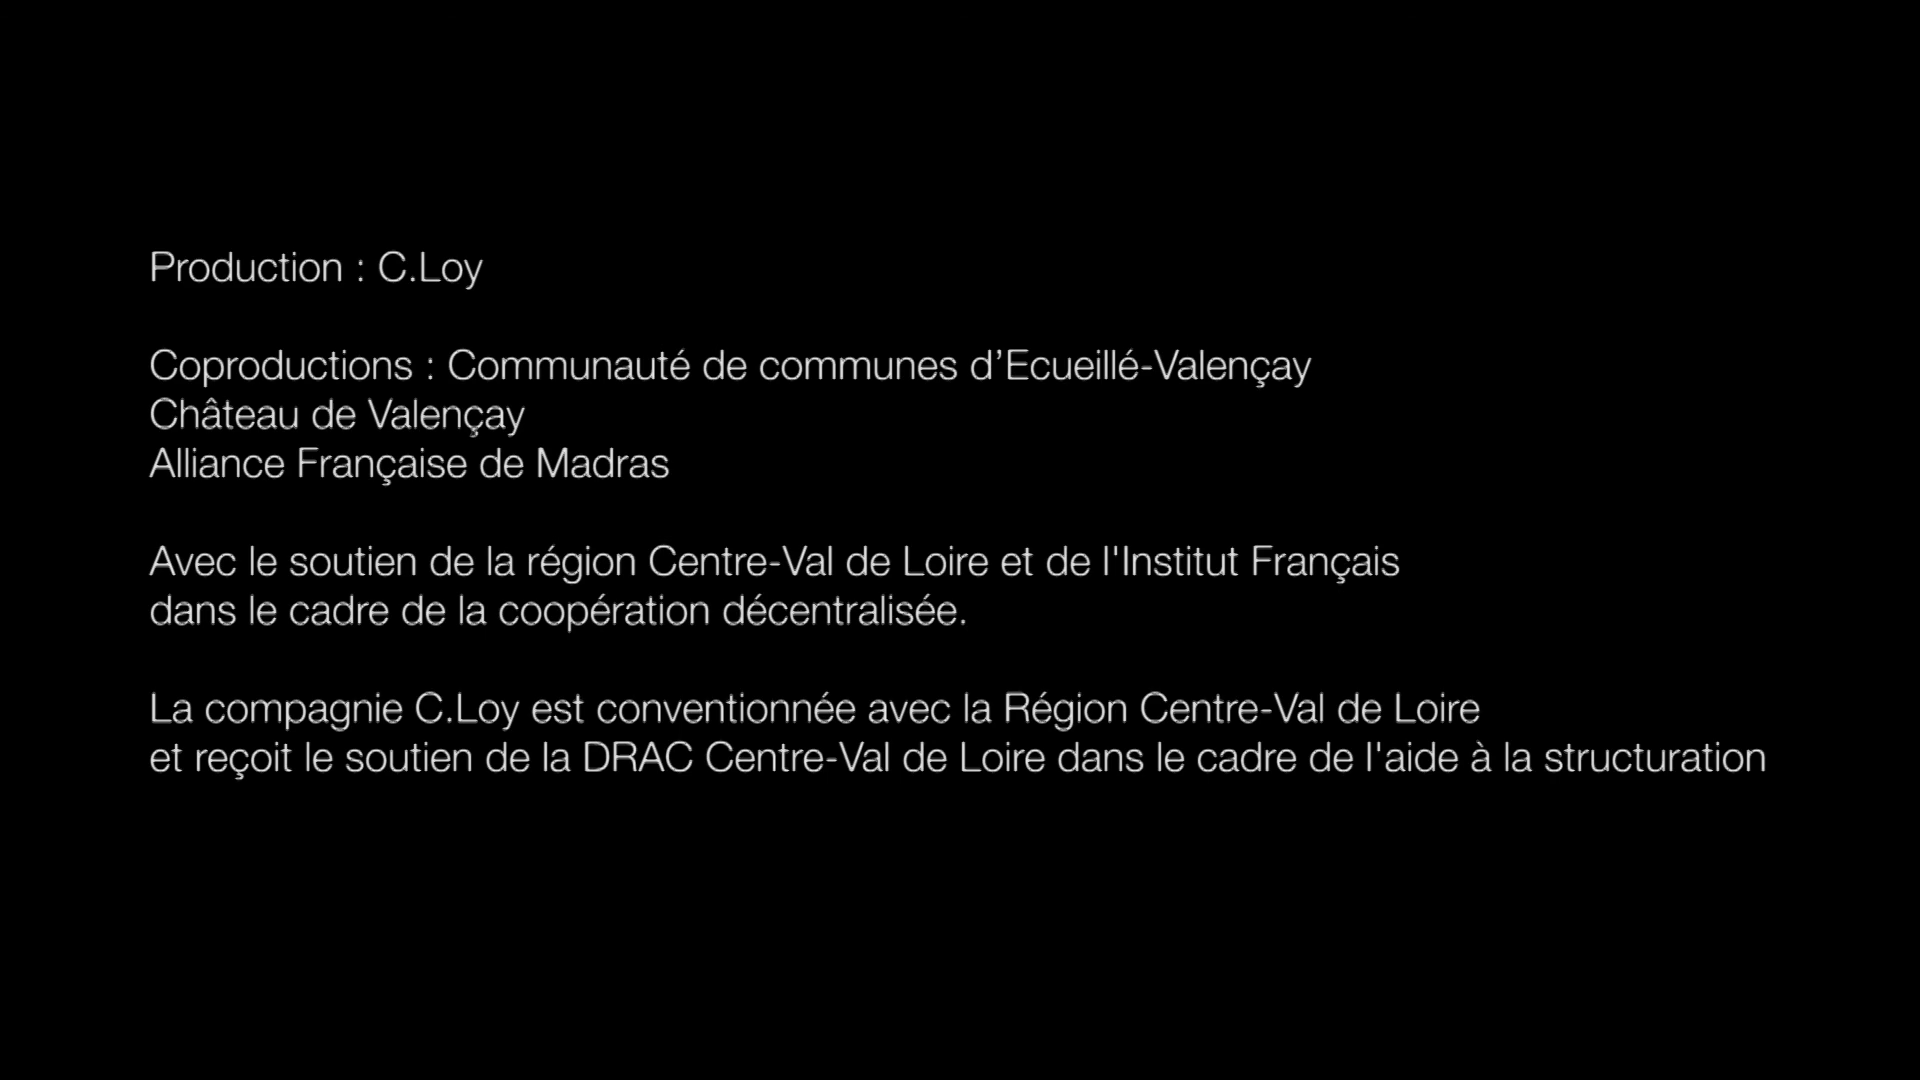 Production : C.Loy
Coproductions : Communauté de communes d’Ecueillé-Valençay
Château de Valençay
Alliance Française de Madras
Avec le soutien de la région Centre-Val de Loire et de l'Institut Français
dans le cadre de la coopération décentralisée.
La compagnie C.Loy est conventionnée avec la Région Centre-Val de Loire
et reçoit le soutien de la DRAC Centre-Val de Loire dans le cadre de l'aide à la structuration